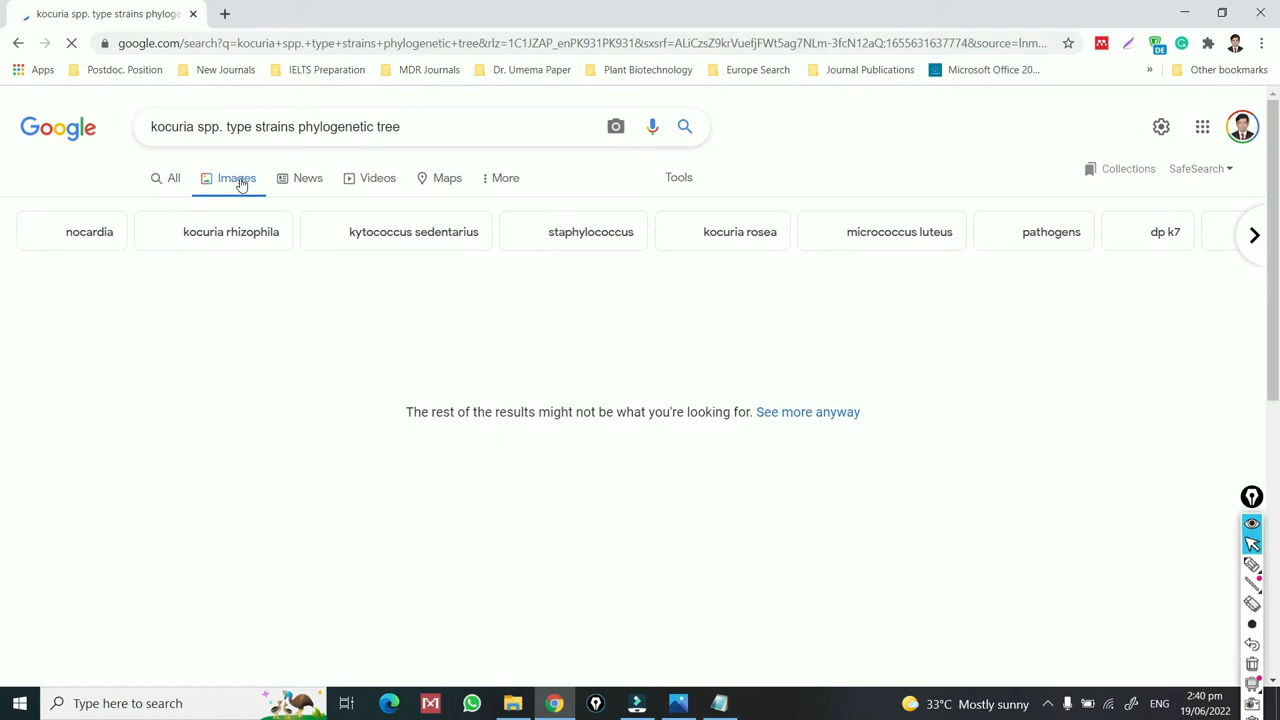 kocuria spp. type strains phyloge
google.com/search?q=kocuria+spp.+type+strains+phylogenetic+tree&rlz=1C1JZAP_enPK931PK931&sxsrf=ALiCzsZ9krVuefjFWt5ag7NLm-3fcN12aQ:1655631637774&source=lnm...
Apps Postdoc. Position New Journals IELTS Preparation MDR Journals Dr. Umema Paper Plant Biotechnology Europe Search Journal Publications Microsoft Office 20... » Other bookmarks
Google kocuria spp. type strains phylogenetic tree
All Images News Videos Maps More Tools Collections SafeSearch
nocardia kocuria rhizophila kytococcus sedentarius staphylococcus kocuria rosea micrococcus luteus pathogens dp k7
The rest of the results might not be what you're looking for. See more anyway
Type here to search 33°C Mostly sunny ENG 2:40 pm
19/06/2022